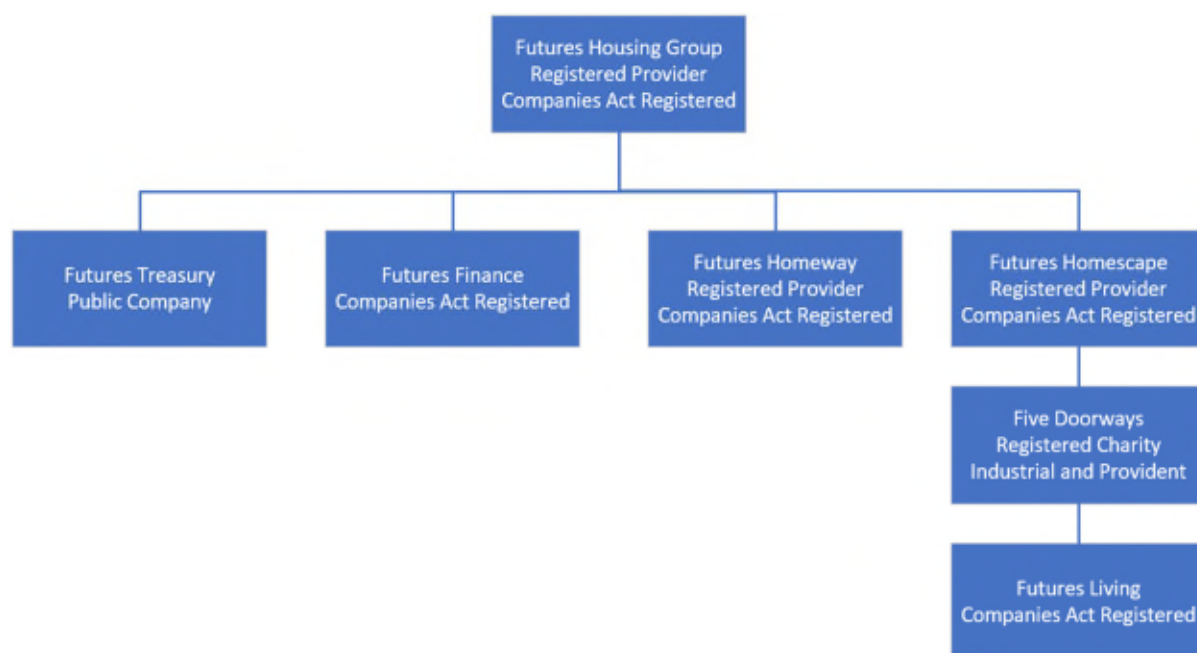 Futures Housing Group
Registered Provider
Companies Act Registered
Futures Treasury
Public Company
Futures Finance
Companies Act Registered
Futures Homeway
Registered Provider
Companies Act Registered
Futures Homescape
Registered Provider
Companies Act Registered
Five Doorways
Registered Charity
Industrial and Provident
Futures Living
Companies Act Registered